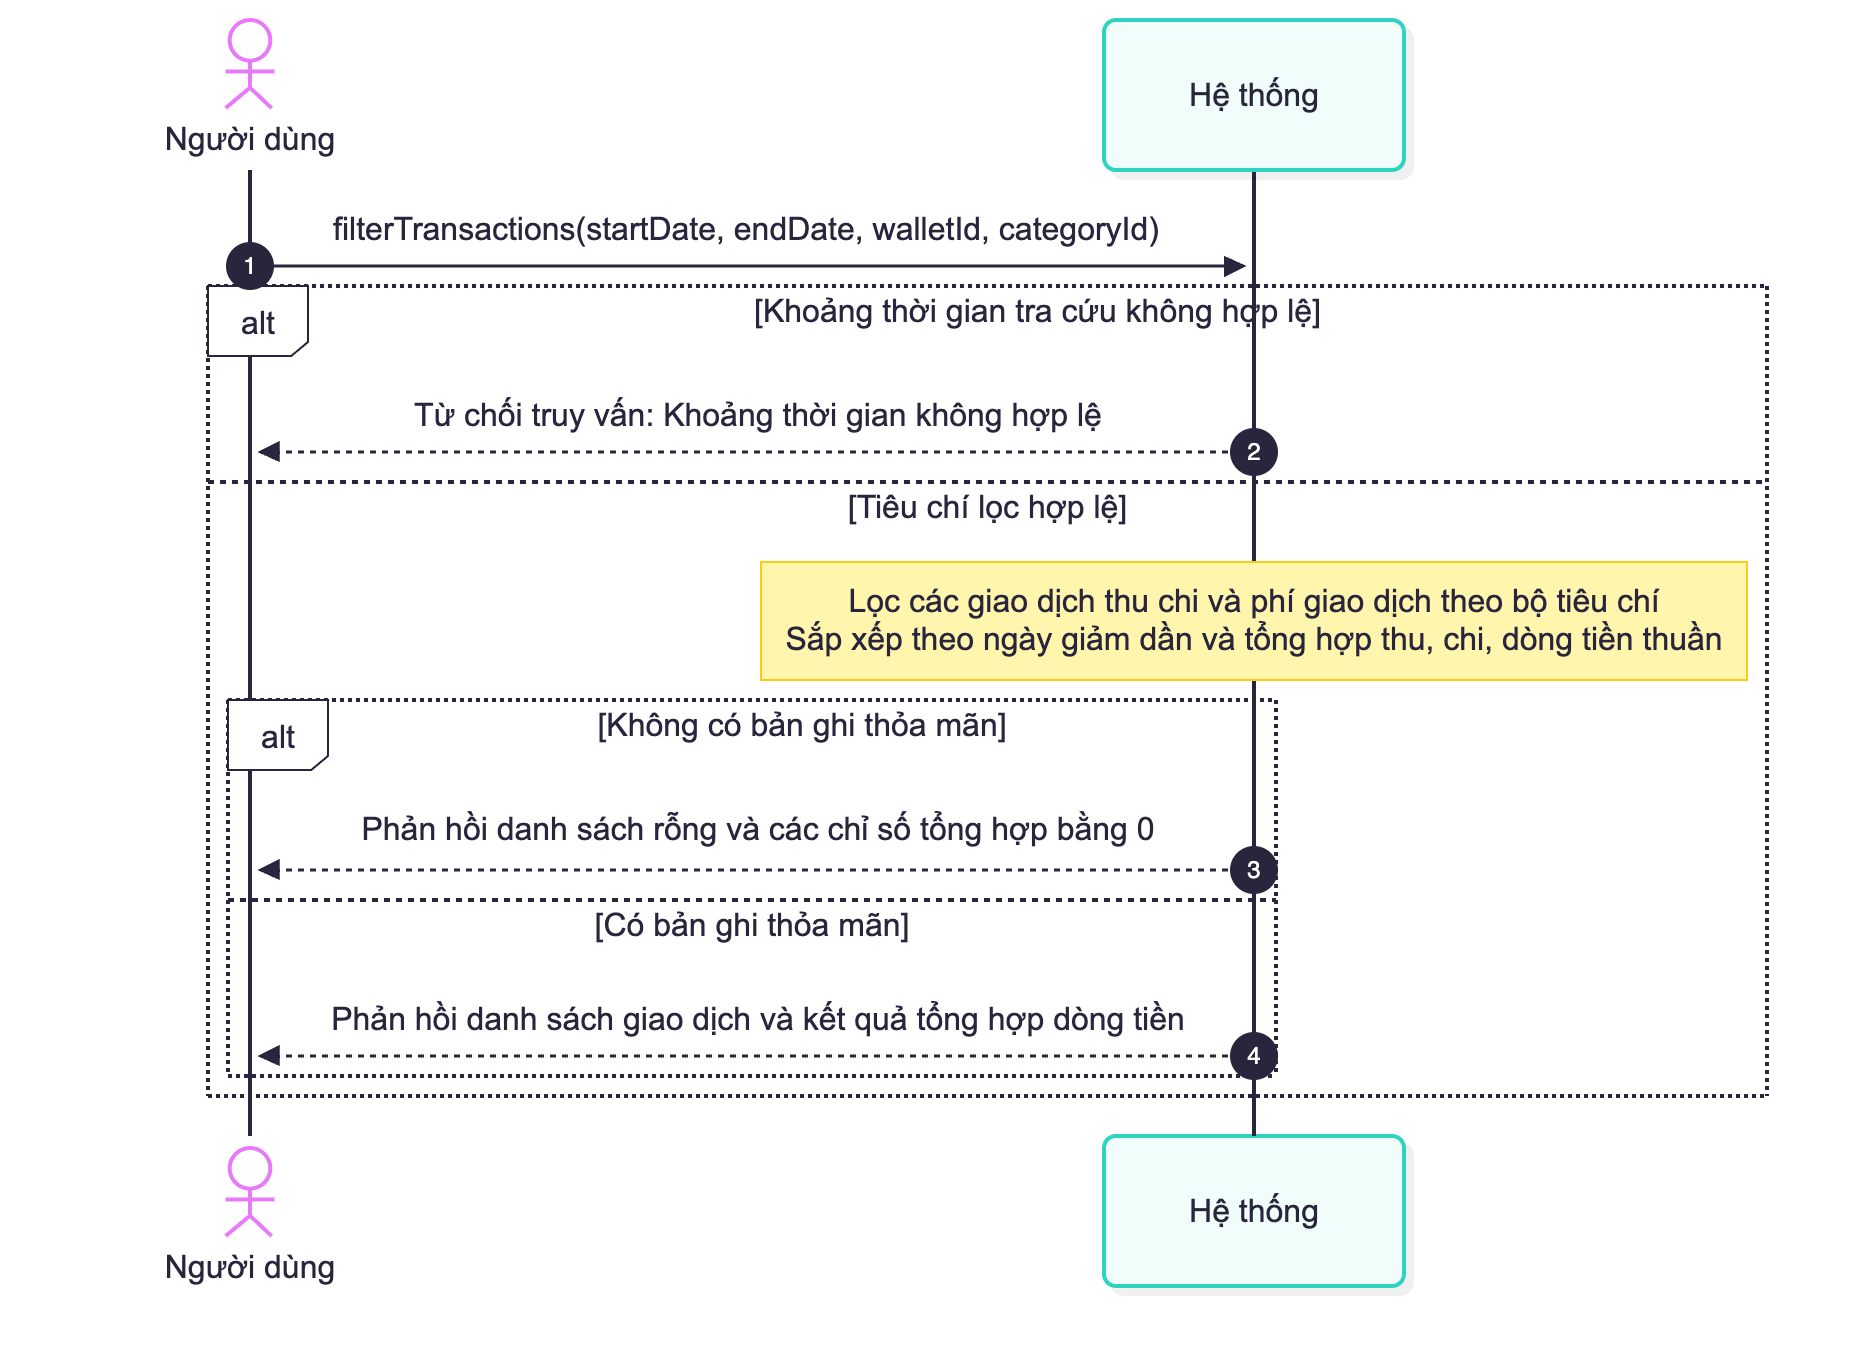 Người dùng
Hệ thống
filterTransactions(startDate, endDate, walletId, categoryId)
1
alt
[Khoảng thời gian tra cứu không hợp lệ]
Từ chối truy vấn: Khoảng thời gian không hợp lệ
2
[Tiêu chí lọc hợp lệ]
Lọc các giao dịch thu chi và phí giao dịch theo bộ tiêu chí
Sắp xếp theo ngày giảm dần và tổng hợp thu, chi, dòng tiền thuần
alt
[Không có bản ghi thỏa mãn]
Phản hồi danh sách rỗng và các chỉ số tổng hợp bằng 0
3
[Có bản ghi thỏa mãn]
Phản hồi danh sách giao dịch và kết quả tổng hợp dòng tiền
4
Người dùng
Hệ thống